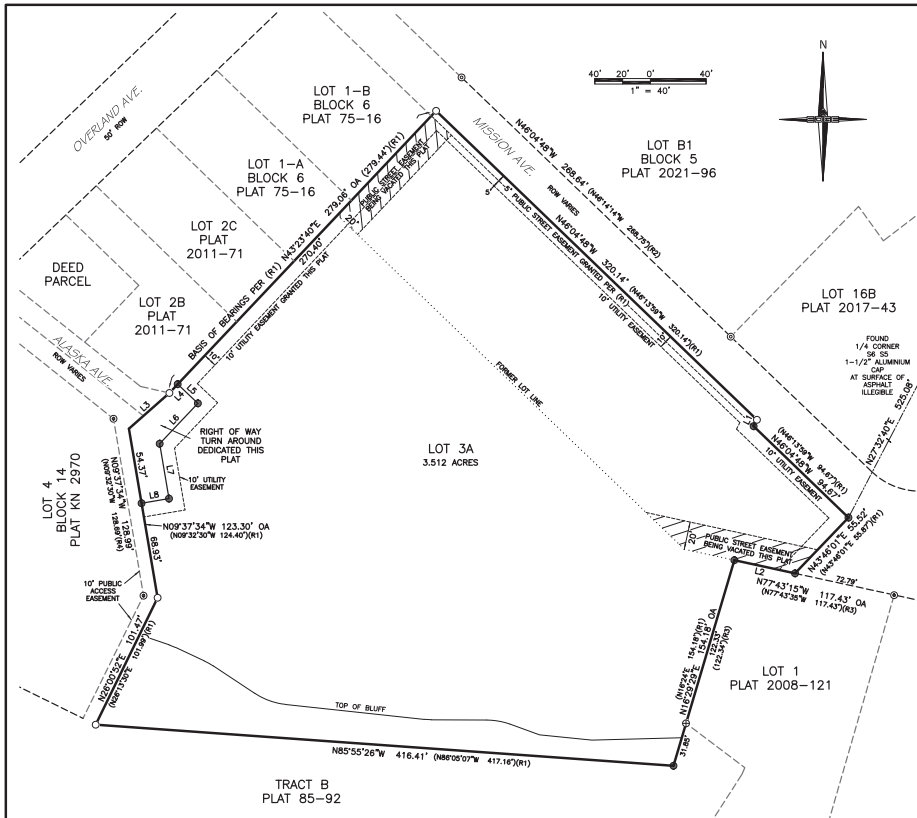 OVERLAND AVE.
50' ROW
LOT 1-B
BLOCK 6
PLAT 75-16
LOT 1-A
BLOCK 6
PLAT 75-16
LOT 2C
PLAT
2011-71
DEED
PARCEL
LOT 2B
PLAT
2011-71
ALASKA AVE.
ROW VARIES
40' 20' 0' 40'
1" = 40'
N
MISSION AVE.
ROW VARIES
LOT B1
BLOCK 5
PLAT 2021-96
N46°04'48"W 268.64' (N46°14'14"W 268.75')(R2)
LOT 16B
PLAT 2017-43
FOUND
1/4 CORNER
S6 S5
1-1/2" ALUMINIUM
CAP
AT SURFACE OF
ASPHALT
ILLEGIBLE
N27°32'40"E 525.08'
BASIS OF BEARINGS PER (R1) N43°23'40"E 279.06' OA (279.44')(R1)
270.40'
10' UTILITY EASEMENT GRANTED THIS PLAT
10'
PUBLIC STREET EASEMENT
BEING VACATED THIS PLAT
20'
5'
5' PUBLIC STREET EASEMENT GRANTED PER (R1)
10' UTILITY EASEMENT
10'
N46°04'48"W 320.14' (N46°13'59"W 320.14')(R1)
FORMER LOT LINE
(N46°13'59"W 94.67')(R1)
N46°04'48"W 94.67'
10' UTILITY EASEMENT
L3
L4
L5
L6
L7
L8
RIGHT OF WAY
TURN AROUND
DEDICATED THIS
PLAT
10' UTILITY
EASEMENT
LOT 3A
3.512 ACRES
54.37'
68.93'
N09°37'34"W 123.30' OA
(N09°32'30"W 124.40')(R1)
LOT 4
BLOCK 14
PLAT KN 2970
N09°37'34"W 128.99'
(N09°32'30"W 128.69')(R4)
10' PUBLIC
ACCESS
EASEMENT
N26°00'52"E 101.47'
(N26°13'30"E 101.99')(R1)
20'
PUBLIC STREET EASEMENT
BEING VACATED THIS PLAT
N43°46'01"E 55.52'
(N43°46'01"E 55.87')(R1)
L2
72.79'
N77°43'15"W 117.43' OA
(N77°43'35"W 117.43')(R3)
(N16°24'E 154.18')(R1)
N16°29'29"E 154.18' OA
122.33'
(122.34')(R3)
31.85'
LOT 1
PLAT 2008-121
TOP OF BLUFF
N85°55'26"W 416.41' (N86°05'07"W 417.16')(R1)
TRACT B
PLAT 85-92